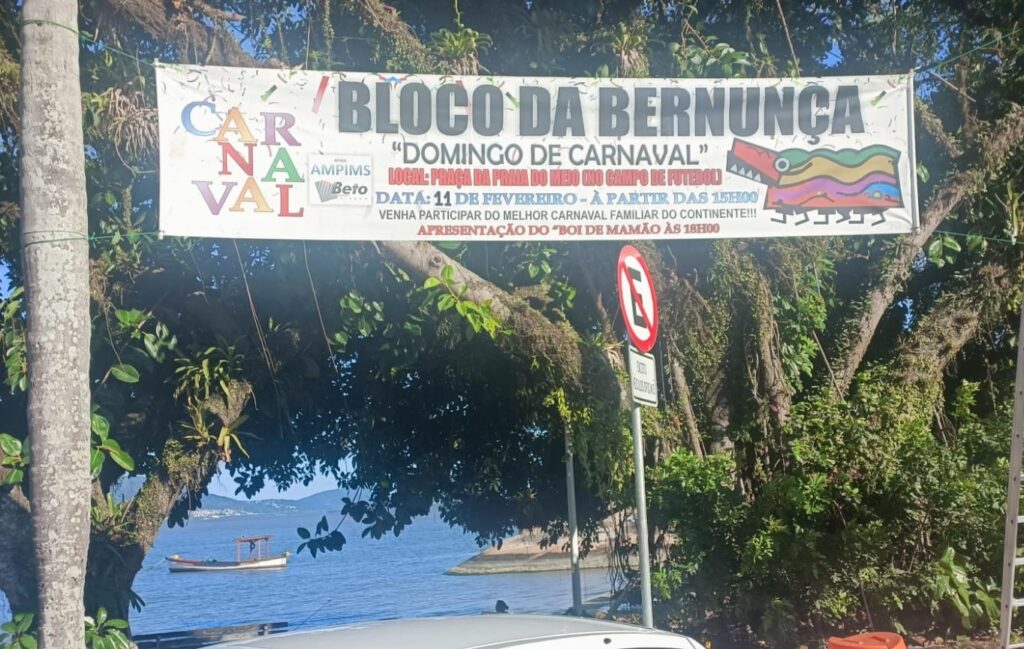 CARNAVAL
APOIO
AMPIMS
Beto
BLOCO DA BERNUNÇA
“DOMINGO DE CARNAVAL”
LOCAL: PRAÇA DA PRAIA DO MEIO (NO CAMPO DE FUTEBOL)
DATA: 11 DE FEVEREIRO - À PARTIR DAS 15H00
VENHA PARTICIPAR DO MELHOR CARNAVAL FAMILIAR DO CONTINENTE!!!
APRESENTAÇÃO DO "BOI DE MAMÃO ÀS 18H00
E